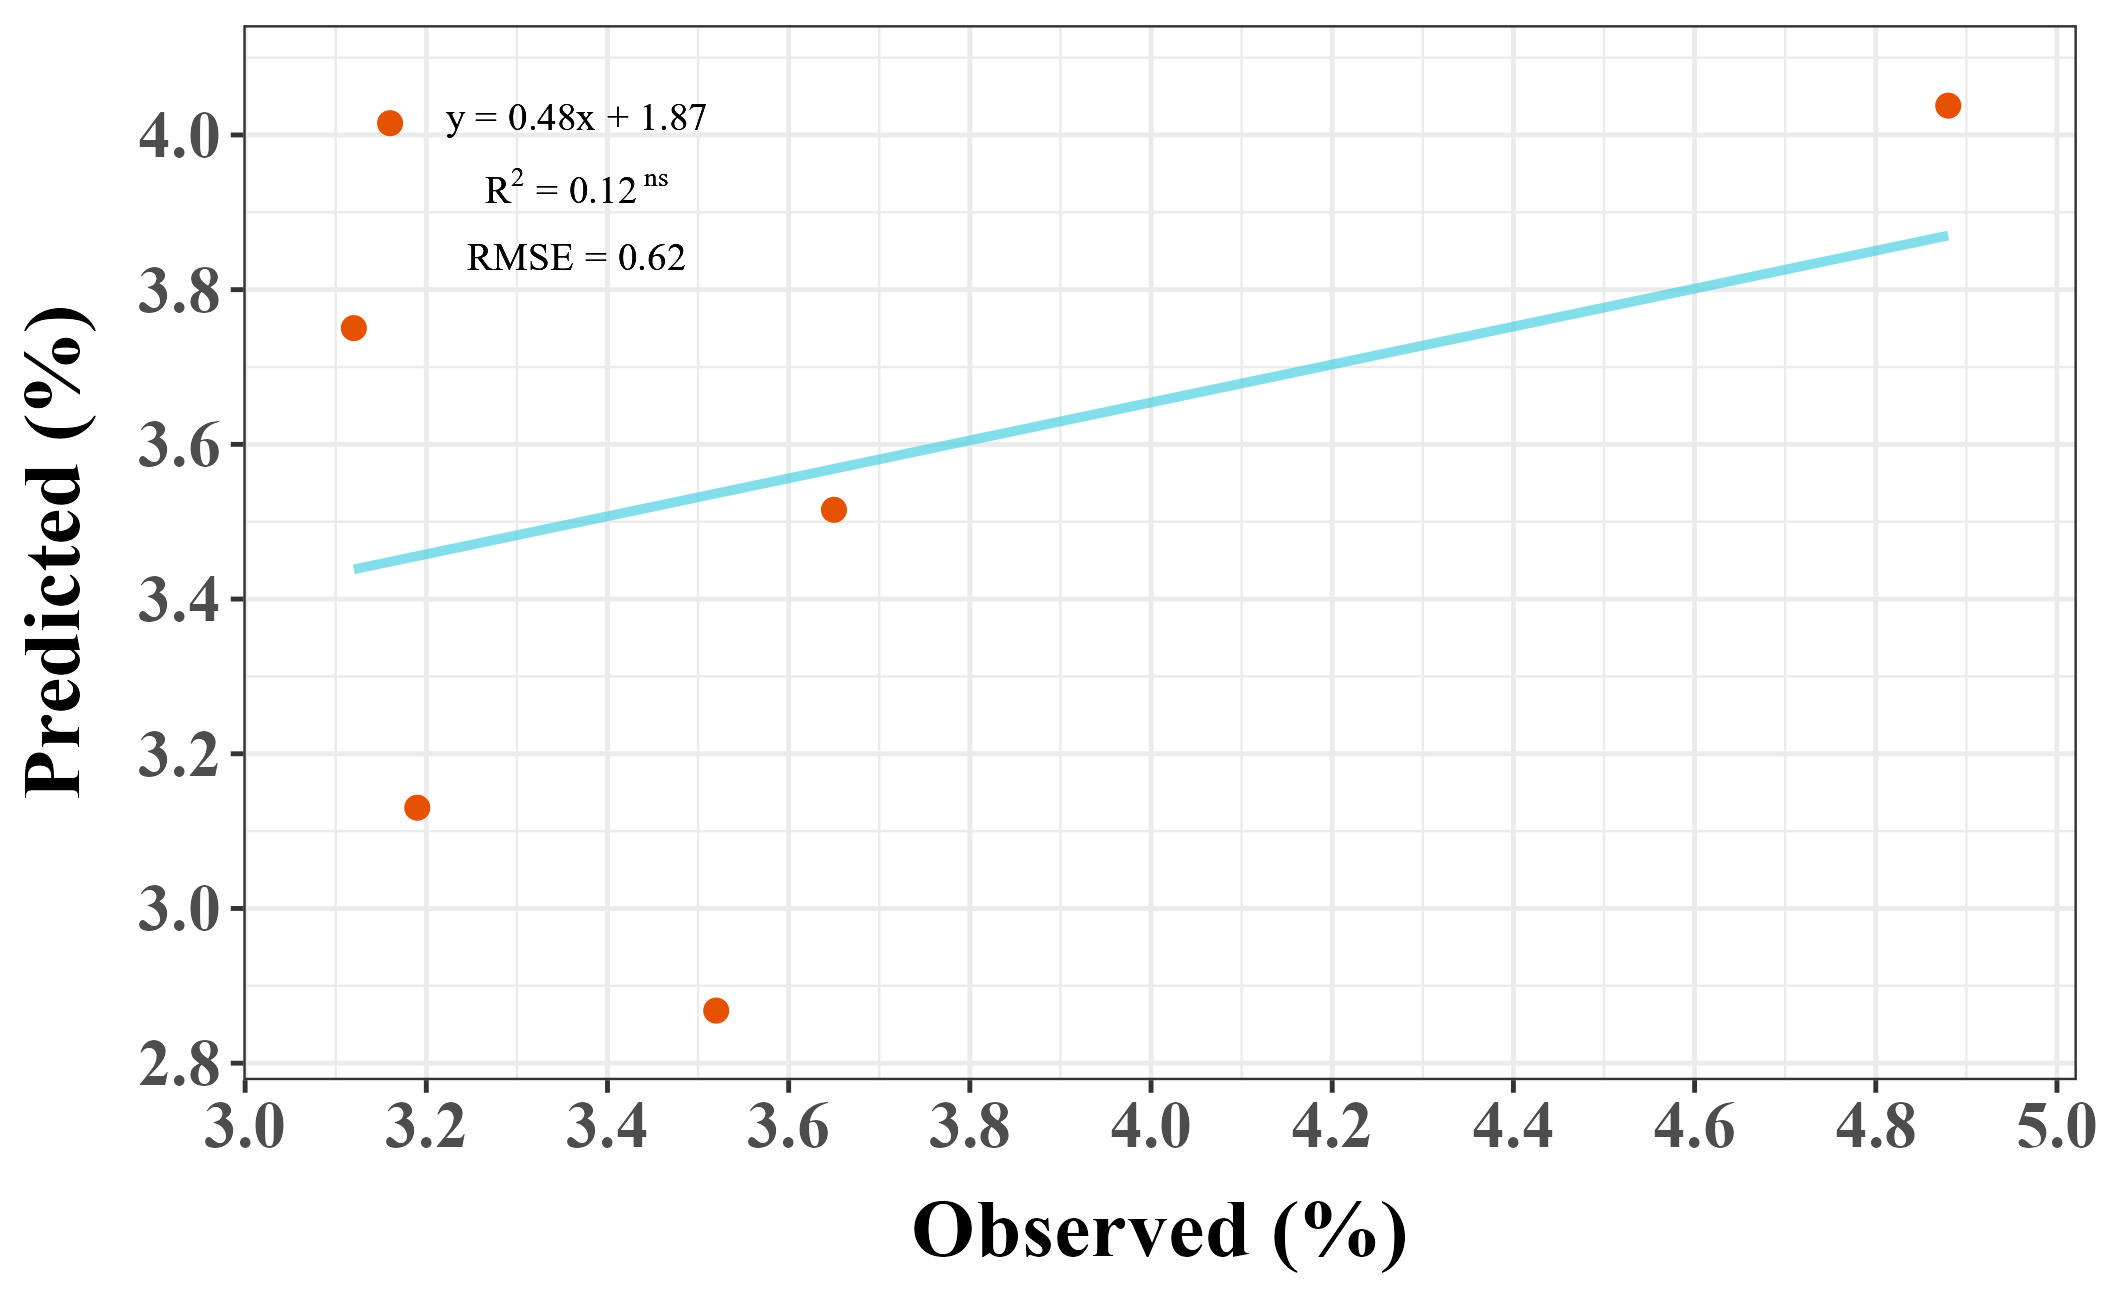 y = 0.48x + 1.87
R² = 0.12 ns
RMSE = 0.62
Predicted (%)
4.0
3.8
3.6
3.4
3.2
3.0
2.8
3.0 3.2 3.4 3.6 3.8 4.0 4.2 4.4 4.6 4.8 5.0
Observed (%)